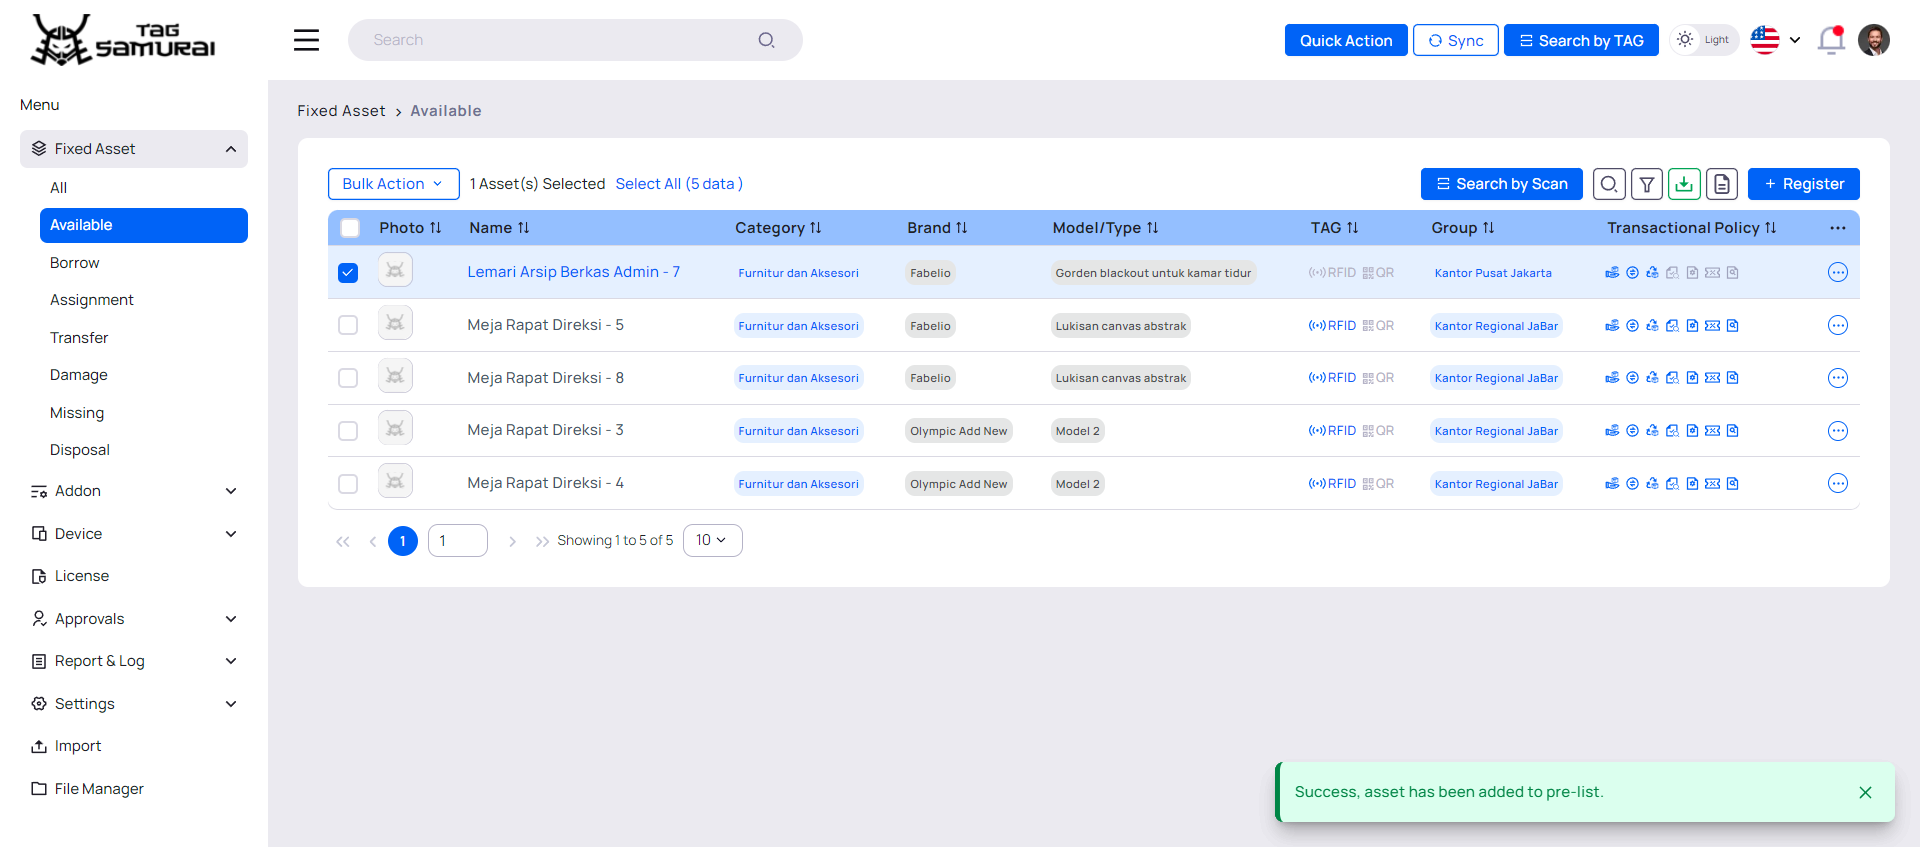 TAG
SAMURAI
Search
Quick Action
Sync
Search by TAG
Light
Menu
Fixed Asset
All
Available
Borrow
Assignment
Transfer
Damage
Missing
Disposal
Addon
Device
License
Approvals
Report & Log
Settings
Import
File Manager
Fixed Asset > Available
Bulk Action 1 Asset(s) Selected Select All (5 data )
Search by Scan
+ Register
Photo Name Category Brand Model/Type TAG Group Transactional Policy ...
Lemari Arsip Berkas Admin - 7 Furnitur dan Aksesori Fabelio Gorden blackout untuk kamar tidur RFID QR Kantor Pusat Jakarta
Meja Rapat Direksi - 5 Furnitur dan Aksesori Fabelio Lukisan canvas abstrak RFID QR Kantor Regional JaBar
Meja Rapat Direksi - 8 Furnitur dan Aksesori Fabelio Lukisan canvas abstrak RFID QR Kantor Regional JaBar
Meja Rapat Direksi - 3 Furnitur dan Aksesori Olympic Add New Model 2 RFID QR Kantor Regional JaBar
Meja Rapat Direksi - 4 Furnitur dan Aksesori Olympic Add New Model 2 RFID QR Kantor Regional JaBar
<< < 1 1 > >> Showing 1 to 5 of 5 10
Success, asset has been added to pre-list.